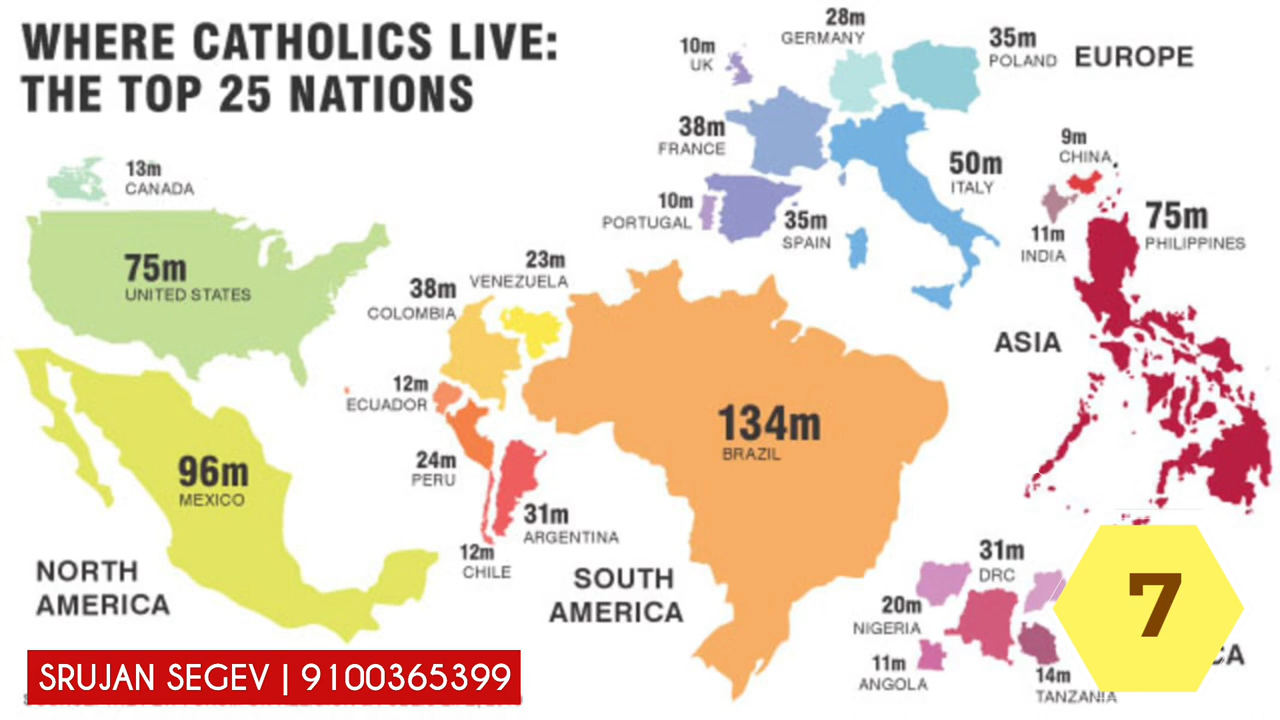 WHERE CATHOLICS LIVE:
THE TOP 25 NATIONS
13m
CANADA
75m
UNITED STATES
96m
MEXICO
NORTH
AMERICA
23m
VENEZUELA
38m
COLOMBIA
12m
ECUADOR
24m
PERU
31m
ARGENTINA
12m
CHILE
134m
BRAZIL
SOUTH
AMERICA
28m
GERMANY
10m
UK
35m
POLAND
EUROPE
38m
FRANCE
50m
ITALY
10m
PORTUGAL
35m
SPAIN
9m
CHINA
11m
INDIA
75m
PHILIPPINES
ASIA
31m
DRC
20m
NIGERIA
11m
ANGOLA
14m
TANZANIA
7
CA
SRUJAN SEGEV | 9100365399